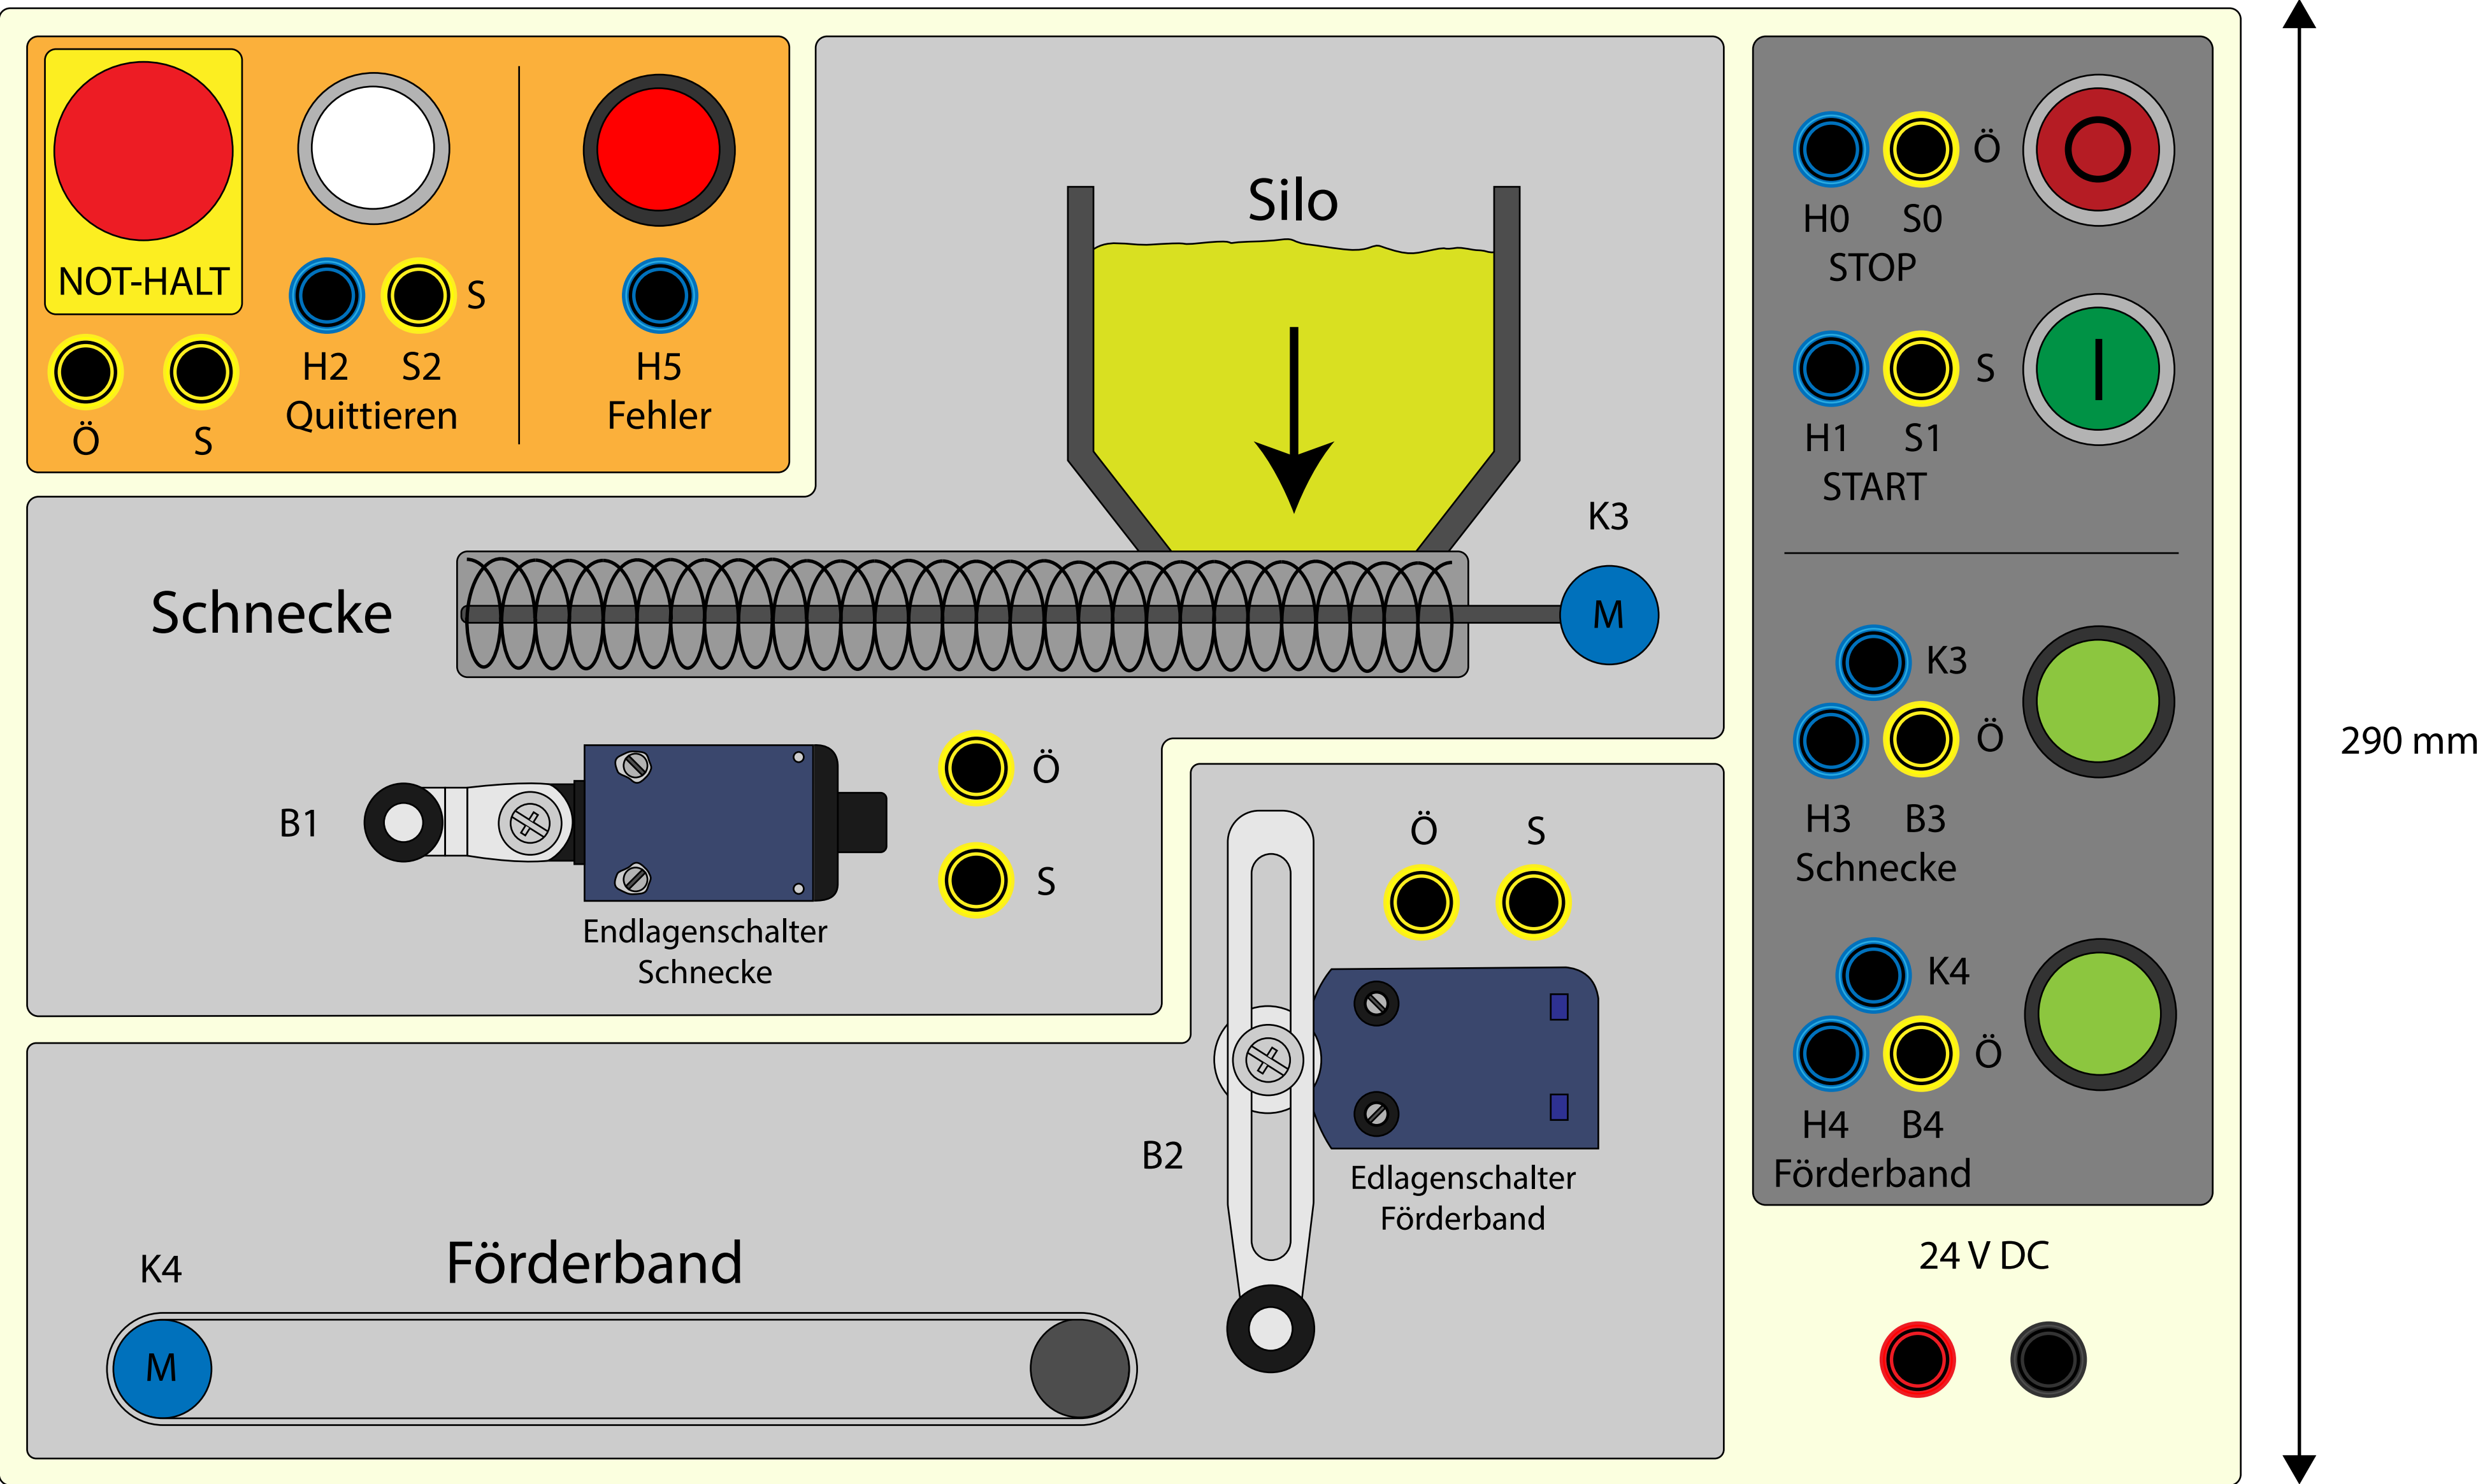 NOT-HALT
Ö S
H2 S2 S
Quittieren
H5
Fehler
Silo
K3
M
Schnecke
B1
Endlagenschalter
Schnecke
Ö
S
Ö S
B2
Edlagenschalter
Förderband
K4
Förderband
M
Ö
H0 S0
STOP
S
H1 S1
START
K3
Ö
H3 B3
Schnecke
K4
Ö
H4 B4
Förderband
24 V DC
290 mm